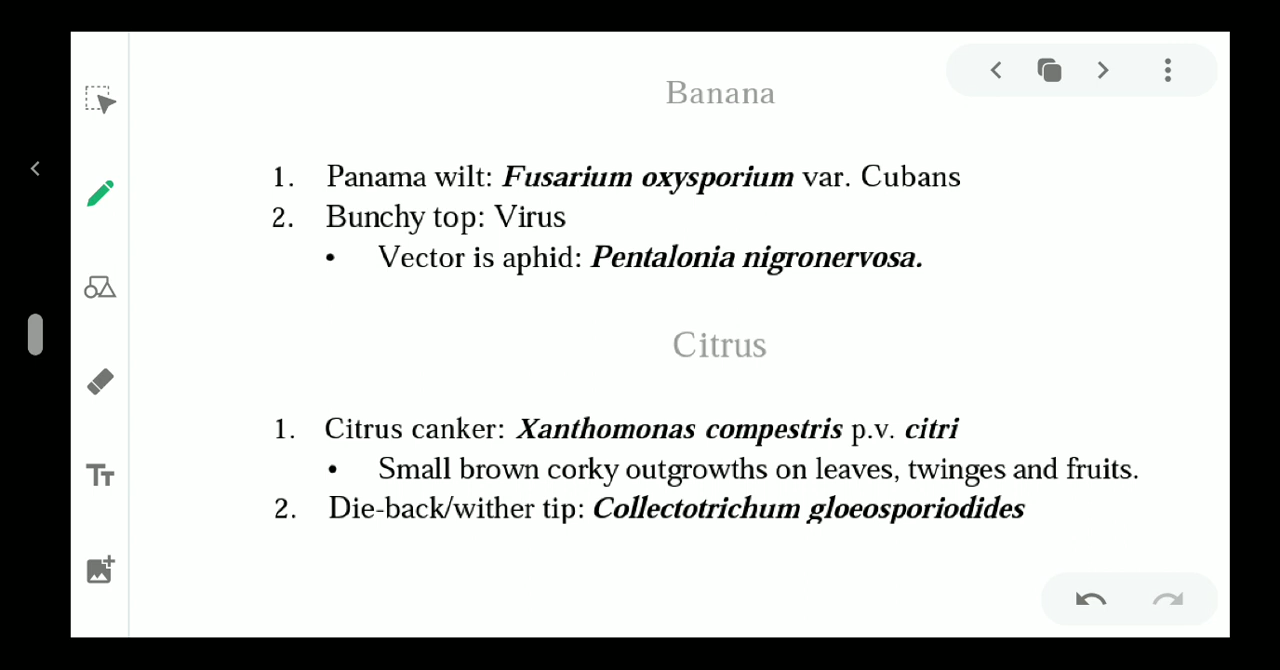 Banana
1. Panama wilt: Fusarium oxysporium var. Cubans
2. Bunchy top: Virus
• Vector is aphid: Pentalonia nigronervosa.
Citrus
1. Citrus canker: Xanthomonas compestris p.v. citri
• Small brown corky outgrowths on leaves, twinges and fruits.
2. Die-back/wither tip: Collectotrichum gloeosporiodides
TT